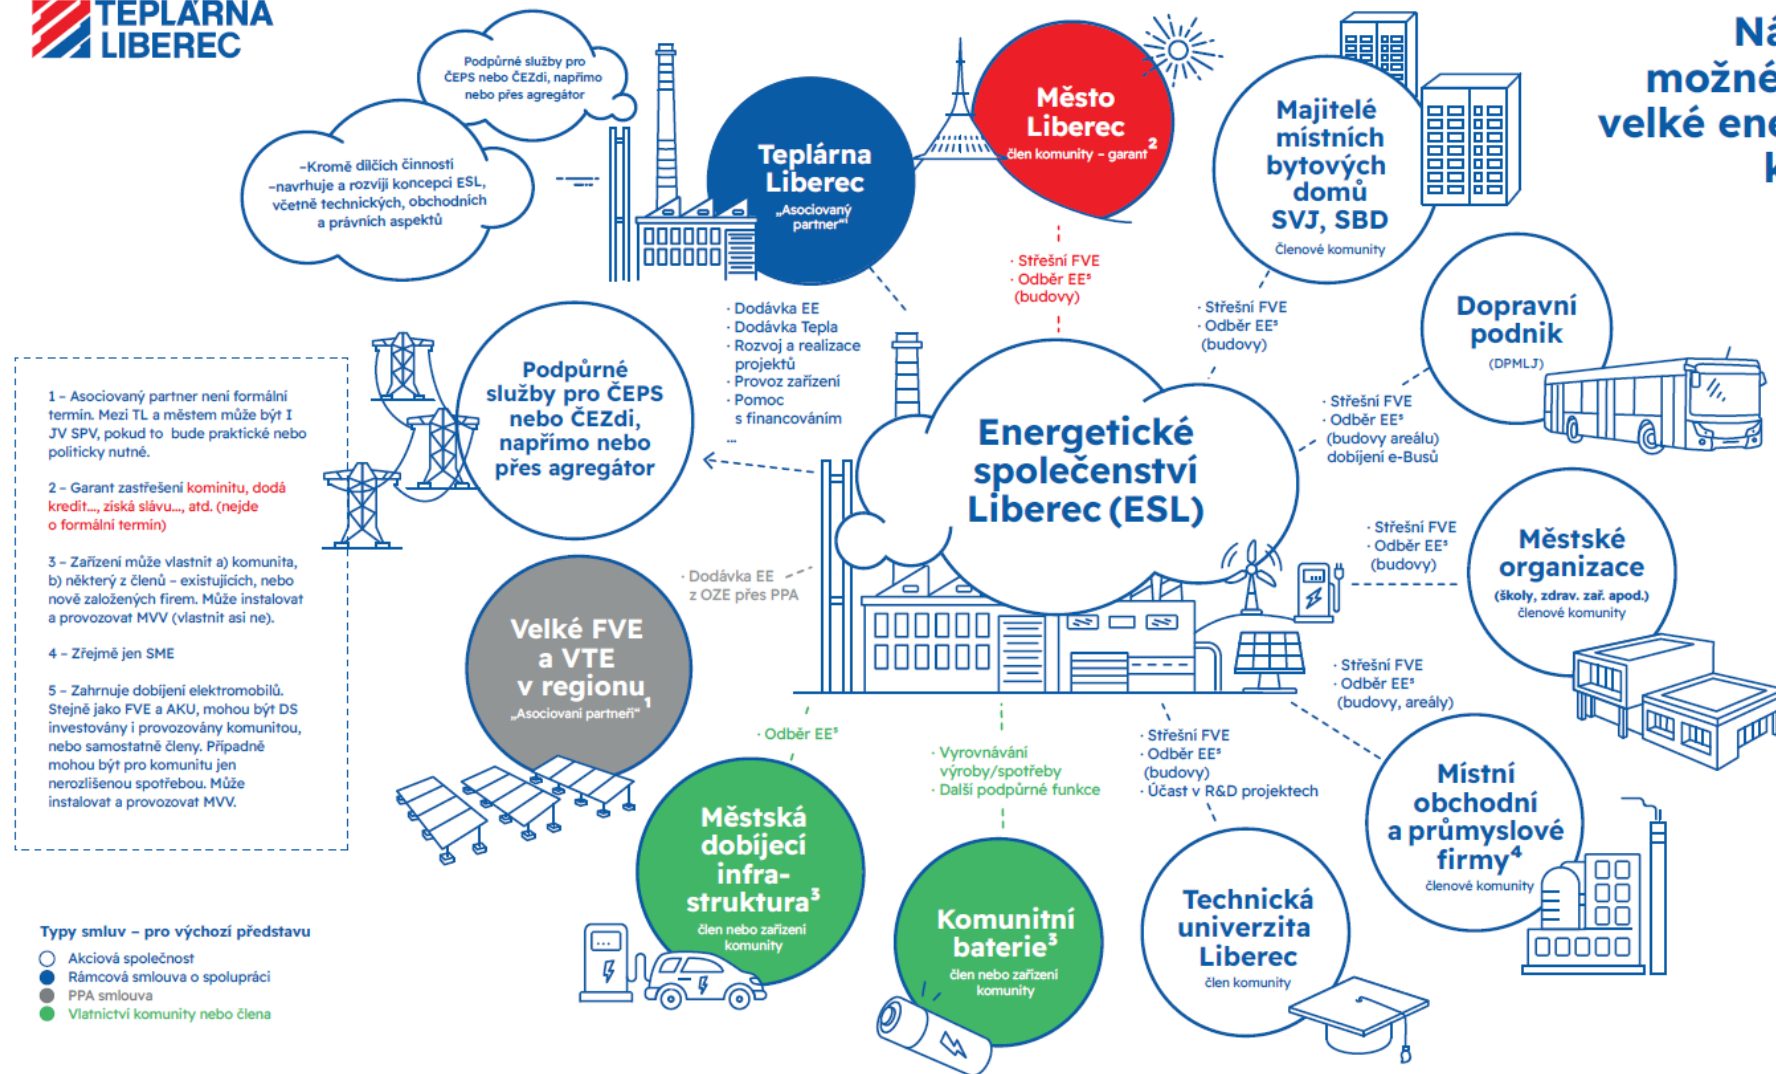 TEPLÁRNA
LIBEREC
Podpůrné služby pro
ČEPS nebo ČEZdi, napřímo
nebo přes agregátor
–Kromě dílčích činností
–navrhuje a rozvíjí koncepci ESL,
včetně technických, obchodních
a právních aspektů
Teplárna
Liberec
„Asociovaný
partner“¹
Město
Liberec
člen komunity – garant²
Majitelé
místních
bytových
domů
SVJ, SBD
Členové komunity
Ná
možné
velké ene
k
· Střešní FVE
· Odběr EE⁵
(budovy)
· Střešní FVE
· Odběr EE⁵
(budovy)
Dopravní
podnik
(DPMLJ)
· Dodávka EE
· Dodávka Tepla
· Rozvoj a realizace
projektů
· Provoz zařízení
· Pomoc
s financováním
...
Podpůrné
služby pro ČEPS
nebo ČEZdi,
napřímo nebo
přes agregátor
Energetické
společenství
Liberec (ESL)
· Střešní FVE
· Odběr EE⁵
(budovy areálu)
dobíjení e-Busů
1 – Asociovaný partner není formální
termín. Mezi TL a městem může být I
JV SPV, pokud to bude praktické nebo
politicky nutné.
2 – Garant zastřešení kominitu, dodá
kredit..., získá slávu..., atd. (nejde
o formální termín)
3 – Zařízení může vlastnit a) komunita,
b) některý z členů – existujících, nebo
nově založených firem. Může instalovat
a provozovat MVV (vlastnit asi ne).
4 – Zřejmě jen SME
5 – Zahrnuje dobíjení elektromobilů.
Stejně jako FVE a AKU, mohou být DS
investovány i provozovány komunitou,
nebo samostatně členy. Případně
mohou být pro komunitu jen
nerozlišenou spotřebou. Může
instalovat a provozovat MVV.
· Střešní FVE
· Odběr EE⁵
(budovy)
Městské
organizace
(školy, zdrav. zař. apod.)
členové komunity
· Dodávka EE
z OZE přes PPA
Velké FVE
a VTE
v regionu
„Asociovaní partneři“ ¹
· Střešní FVE
· Odběr EE⁵
(budovy, areály)
· Odběr EE⁵
· Vyrovnávání
výroby/spotřeby
· Další podpůrné funkce
· Střešní FVE
· Odběr EE⁵
(budovy)
· Účast v R&D projektech
Místní
obchodní
a průmyslové
firmy⁴
členové komunity
Městská
dobíjecí
infra-
struktura³
člen nebo zařízení
komunity
Komunitní
baterie³
člen nebo zařízení
komunity
Technická
univerzita
Liberec
člen komunity
Typy smluv – pro výchozí představu
Akciová společnost
Rámcová smlouva o spolupráci
PPA smlouva
Vlatnictví komunity nebo člena